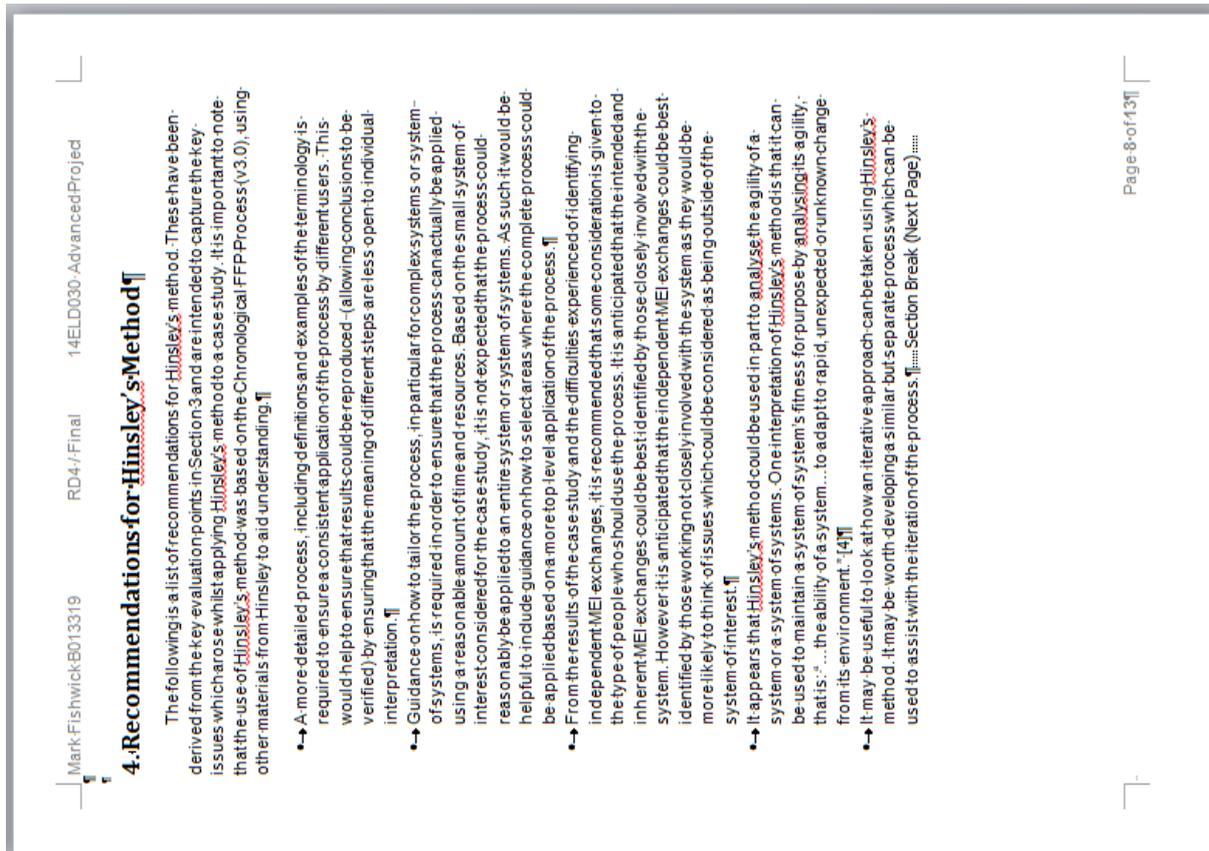 Mark Fishwick B013319 RD4 / Final 14ELD030 Advanced Project
4. Recommendations for Hinsley's Method¶
The following is a list of recommendations for Hinsley's method. These have been
derived from the key evaluation points in Section 3 and are intended to capture the key
issues which arose whilst applying Hinsley's method to a case study. It is important to note
that the use of Hinsley's method was based on the Chronological FFP Process (v3.0), using
other materials from Hinsley to aid understanding.¶
• A more detailed process, including definitions and examples of the terminology is
required to ensure a consistent application of the process by different users. This
would help to ensure that results could be reproduced (allowing conclusions to be
verified) by ensuring that the meaning of different steps are less open to individual
interpretation.¶
• Guidance on how to tailor the process, in particular for complex systems or system
of systems, is required in order to ensure that the process can actually be applied
using a reasonable amount of time and resources. Based on the small system of
interest considered for the case study, it is not expected that the process could
reasonably be applied to an entire system or system of systems. As such it would be
helpful to include guidance on how to select areas where the complete process could
be applied based on a more top level application of the process.¶
• From the results of the case study and the difficulties experienced of identifying
independent MEI exchanges, it is recommended that some consideration is given to
the type of people who should use the process. It is anticipated that the intended and
inherent MEI exchanges could be best identified by those closely involved with the
system. However it is anticipated that the independent MEI exchanges could be best
identified by those working not closely involved with the system as they would be
more likely to think of issues which could be considered as being outside of the
system of interest.¶
• It appears that Hinsley's method could be used in part to analyse the agility of a
system or a system of systems. One interpretation of Hinsley's method is that it can
be used to maintain a system of system's fitness for purpose by analysing its agility,
that is: "… the ability of a system… to adapt to rapid, unexpected or unknown change
from its environment." [4]¶
• It may be useful to look at how an iterative approach can be taken using Hinsley's
method. It may be worth developing a similar but separate process which can be
used to assist with the iteration of the process.¶ Section Break (Next Page)
Page 8 of 13¶